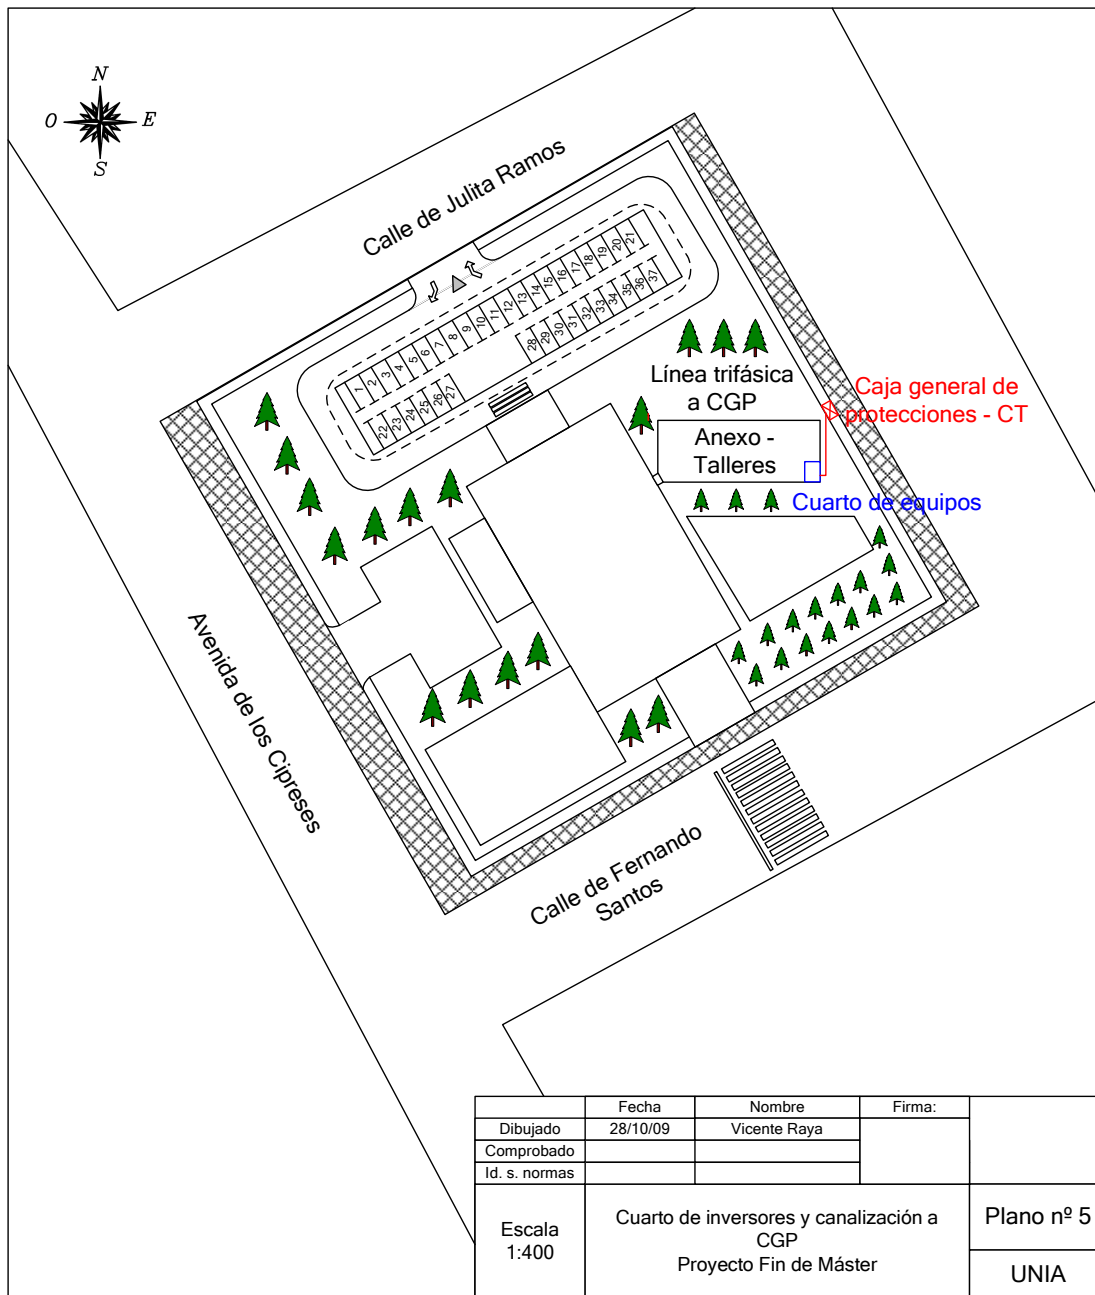 N
O
E
S
Calle de Julita Ramos
1
2
3
4
5
6
7
8
9
10
11
12
13
14
15
16
17
18
19
20
21
22
23
24
25
26
27
28
29
30
31
32
33
34
35
36
37
Línea trifásica
a CGP
Caja general de
protecciones - CT
Anexo -
Talleres
Cuarto de equipos
Avenida de los Cipreses
Calle de Fernando
Santos
Fecha
Nombre
Firma:
Dibujado
28/10/09
Vicente Raya
Comprobado
Id. s. normas
Escala
1:400
Cuarto de inversores y canalización a
CGP
Proyecto Fin de Máster
Plano nº 5
UNIA